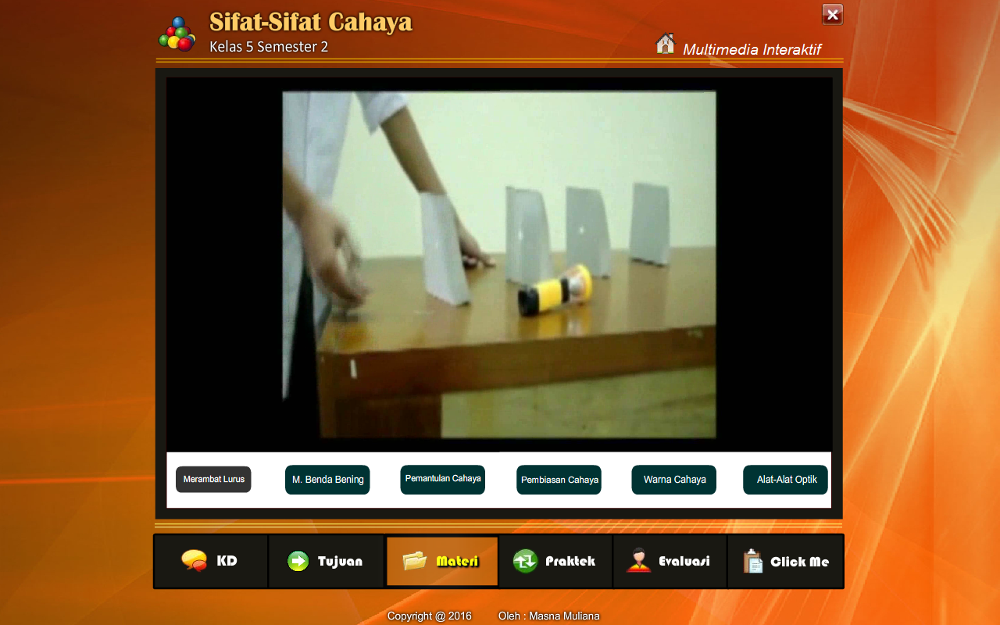 Sifat-Sifat Cahaya
Kelas 5 Semester 2
Multimedia Interaktif
Merambat Lurus
M. Benda Bening
Pemantulan Cahaya
Pembiasan Cahaya
Warna Cahaya
Alat-Alat Optik
KD
Tujuan
Materi
Praktek
Evaluasi
Click Me
Copyright @ 2016 Oleh : Masna Muliana